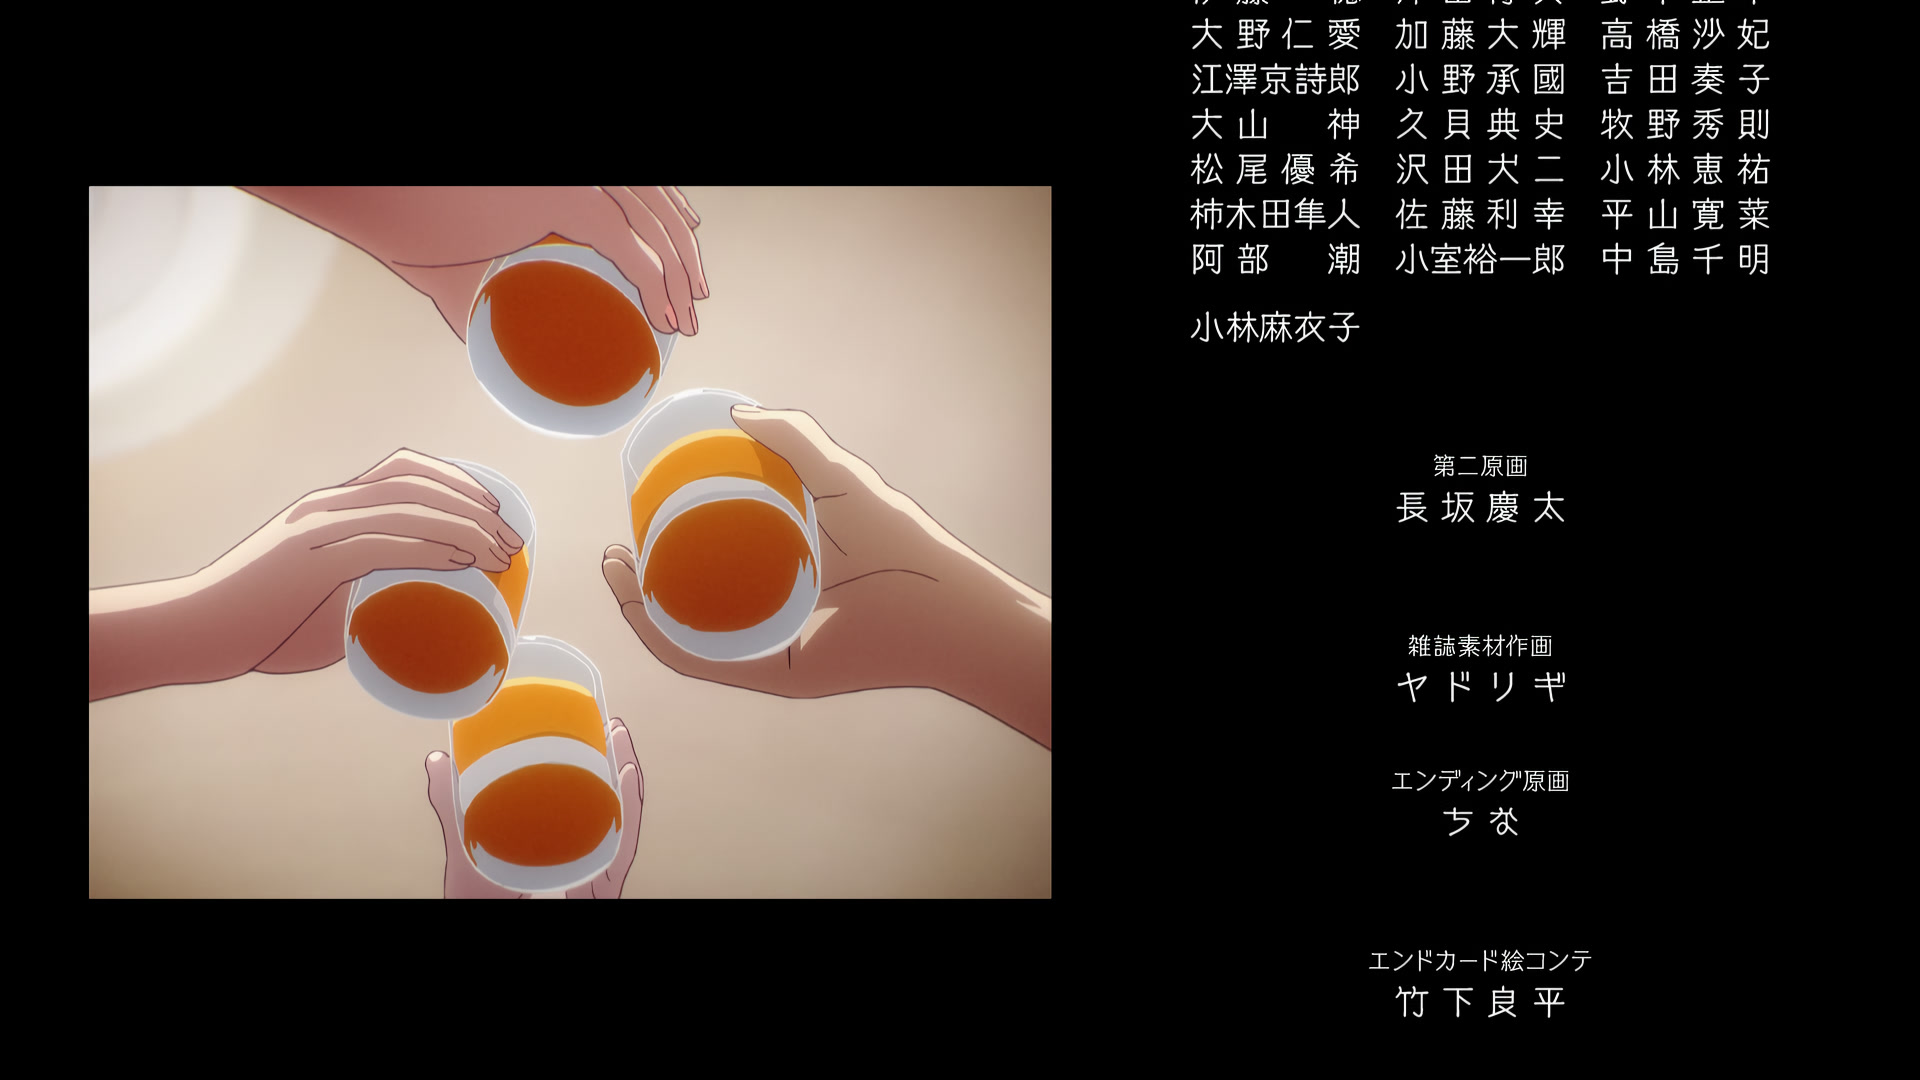 大野仁愛 加藤大輝 高橋沙妃
江澤京詩郎 小野承國 吉田奏子
大山 神 久貝典史 牧野秀則
松尾優希 沢田犬二 小林恵祐
柿木田隼人 佐藤利幸 平山寛菜
阿部 潮 小室裕一郎 中島千明
小林麻衣子
第二原画
長坂慶太
雑誌素材作画
ヤドリギ
エンディング原画
ちな
エンドカード絵コンテ
竹下良平